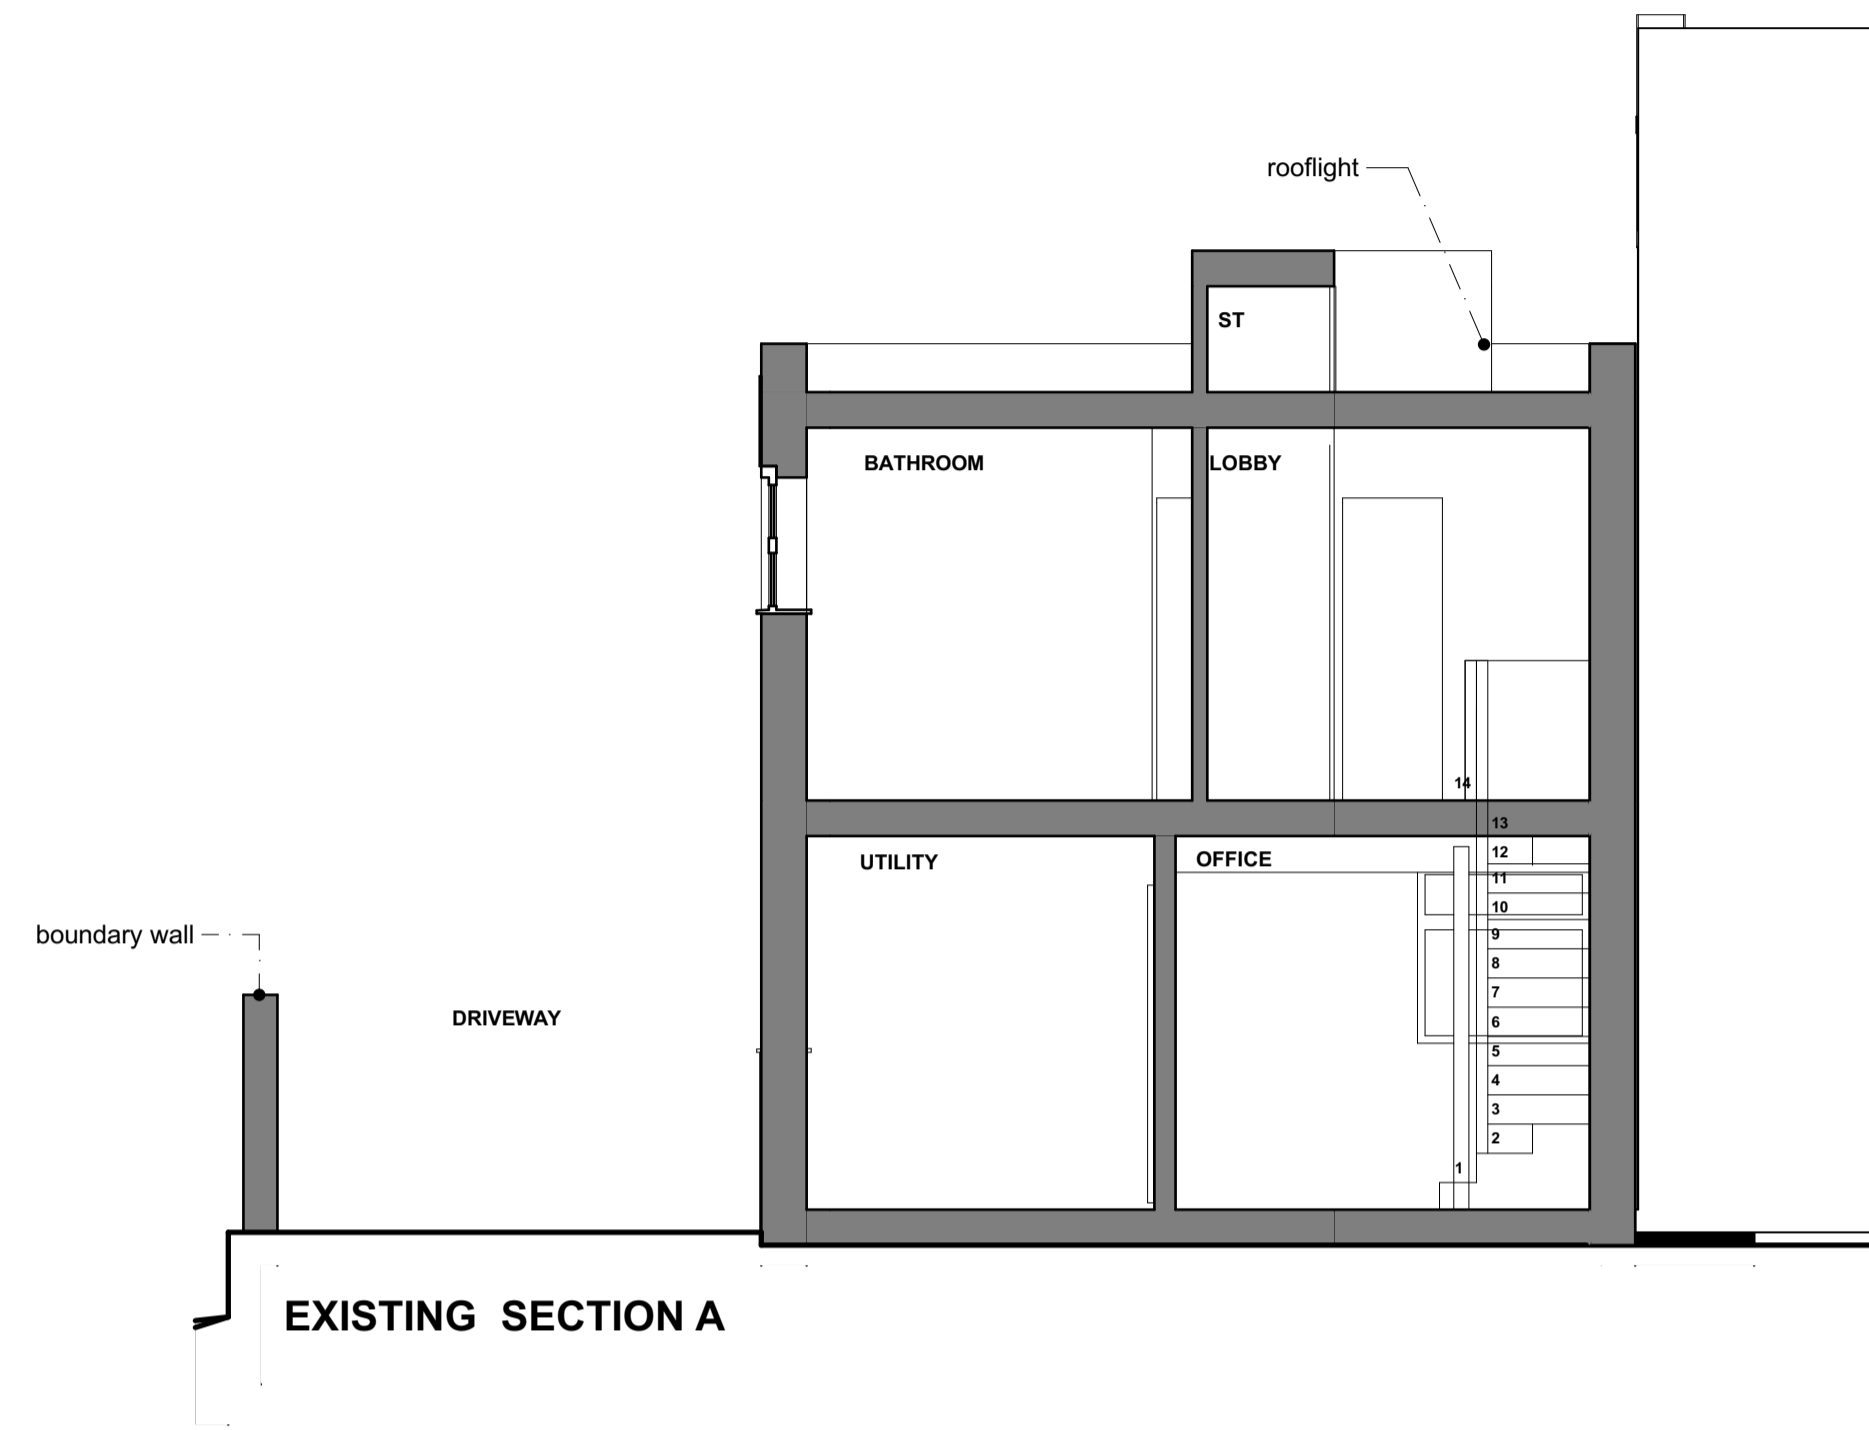 rooflight
ST
BATHROOM
LOBBY
14
13
12
11
10
9
8
7
6
5
4
3
2
1
UTILITY
OFFICE
boundary wall
DRIVEWAY
EXISTING SECTION A